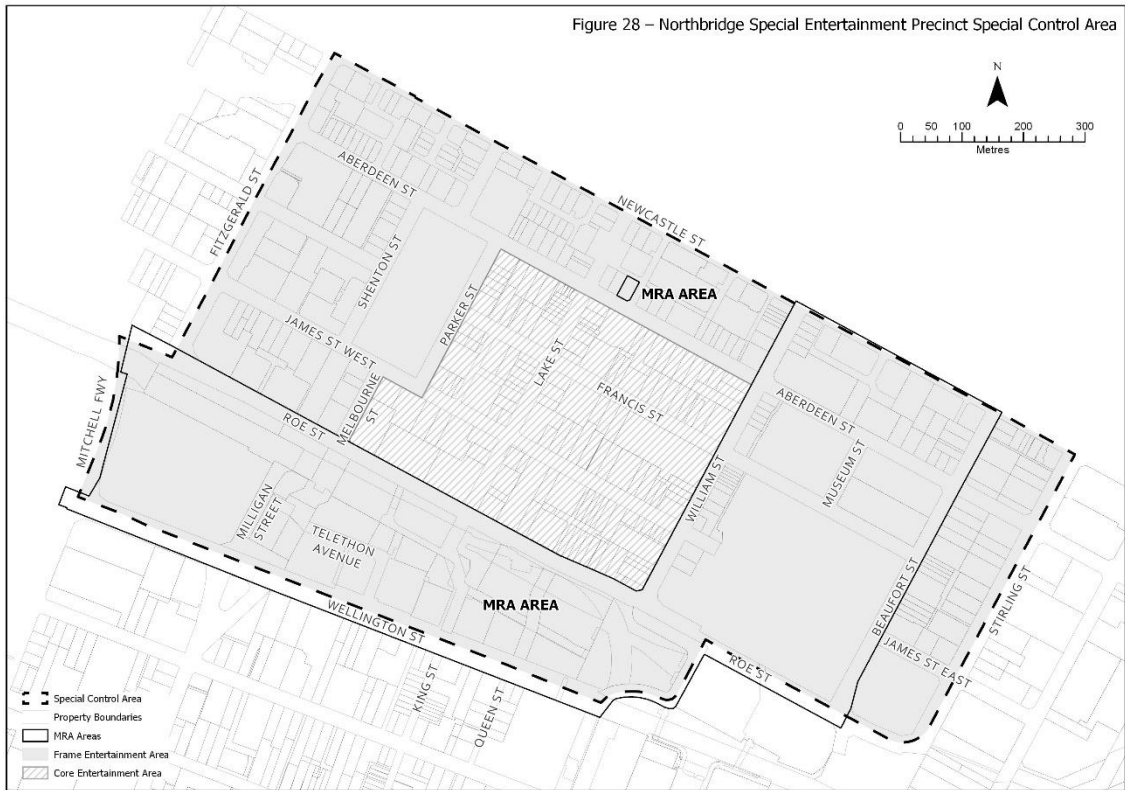 Figure 28 – Northbridge Special Entertainment Precinct Special Control Area
N
0 50 100 200 300
Metres
NEWCASTLE ST
ABERDEEN ST
FITZGERALD ST
SHENTON ST
PARKER ST
MRA AREA
JAMES ST WEST
LAKE ST
FRANCIS ST
MELBOURNE
ST
ROE ST
ABERDEEN ST
MUSEUM ST
WILLIAM ST
MITCHELL FWY
MILLIGAN
STREET
TELETHON
AVENUE
MRA AREA
WELLINGTON ST
BEAUFORT ST
STIRLING ST
JAMES ST EAST
ROE ST
KING ST
QUEEN ST
Special Control Area
Property Boundaries
MRA Areas
Frame Entertainment Area
Core Entertainment Area